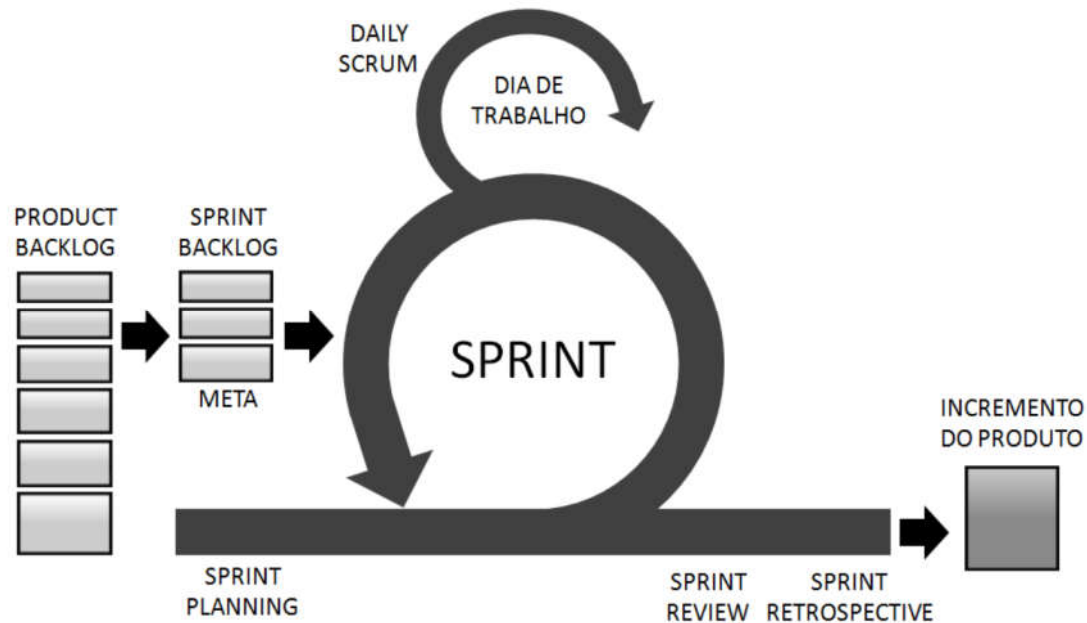 DAILY
SCRUM
DIA DE
TRABALHO
PRODUCT
BACKLOG
SPRINT
BACKLOG
META
SPRINT
INCREMENTO
DO PRODUTO
SPRINT
PLANNING
SPRINT
REVIEW
SPRINT
RETROSPECTIVE